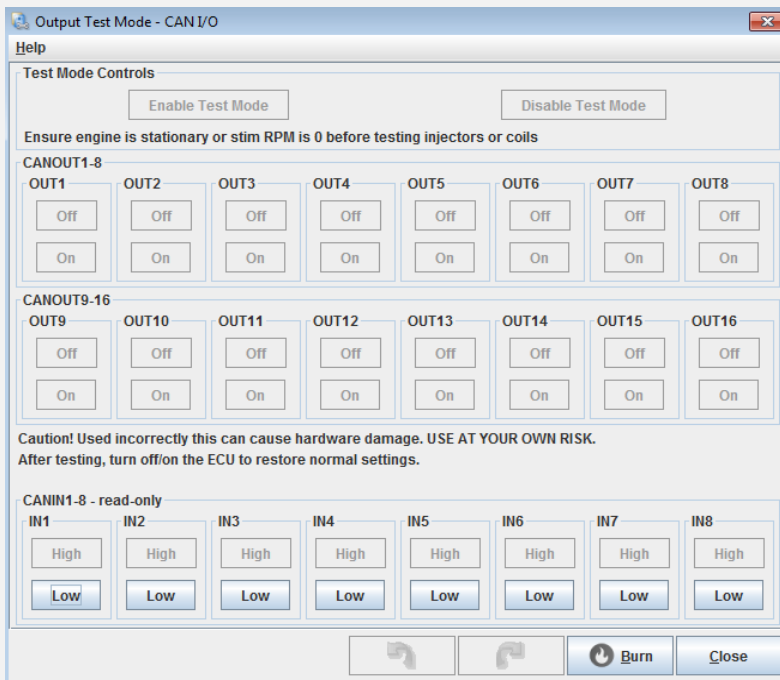 Output Test Mode - CAN I/O
Help
Test Mode Controls
Enable Test Mode Disable Test Mode
Ensure engine is stationary or stim RPM is 0 before testing injectors or coils
CANOUT1-8
OUT1 OUT2 OUT3 OUT4 OUT5 OUT6 OUT7 OUT8
Off Off Off Off Off Off Off Off
On On On On On On On On
CANOUT9-16
OUT9 OUT10 OUT11 OUT12 OUT13 OUT14 OUT15 OUT16
Off Off Off Off Off Off Off Off
On On On On On On On On
Caution! Used incorrectly this can cause hardware damage. USE AT YOUR OWN RISK.
After testing, turn off/on the ECU to restore normal settings.
CANIN1-8 - read-only
IN1 IN2 IN3 IN4 IN5 IN6 IN7 IN8
High High High High High High High High
Low Low Low Low Low Low Low Low
Burn Close